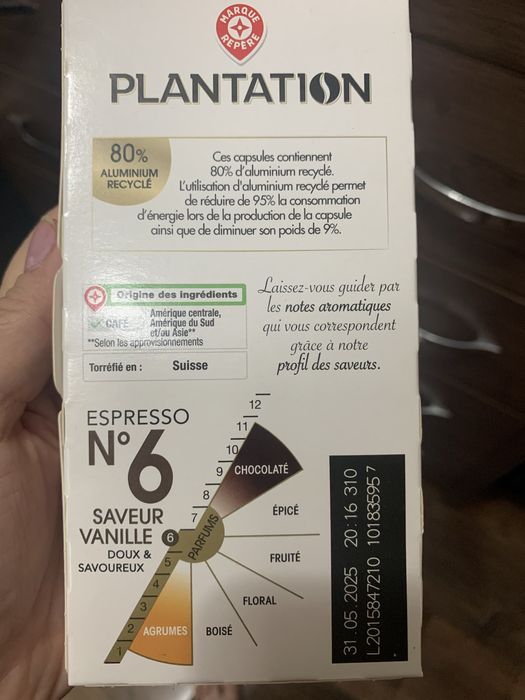 MARQUE
REPÈRE
PLANTATION
80%
ALUMINIUM
RECYCLÉ
Ces capsules contiennent
80% d'aluminium recyclé.
L'utilisation d'aluminium recyclé permet
de réduire de 95% la consommation
d'énergie lors de la production de la capsule
ainsi que de diminuer son poids de 9%.
Origine des ingrédients
CAFÉ
Amérique centrale,
Amérique du Sud
et/ou Asie**
**Selon les approvisionnements
Torréfié en : Suisse
Laissez-vous guider par
les notes aromatiques
qui vous correspondent
grâce à notre
profil des saveurs.
ESPRESSO
N°6
SAVEUR
VANILLE
DOUX &
SAVOUREUX
12
11
10
9
8
7
6
5
4
3
2
1
PARFUMS
CHOCOLATÉ
ÉPICÉ
FRUITÉ
FLORAL
BOISÉ
AGRUMES
31.05.2025 20:16 310
L2015847210 10183595 7